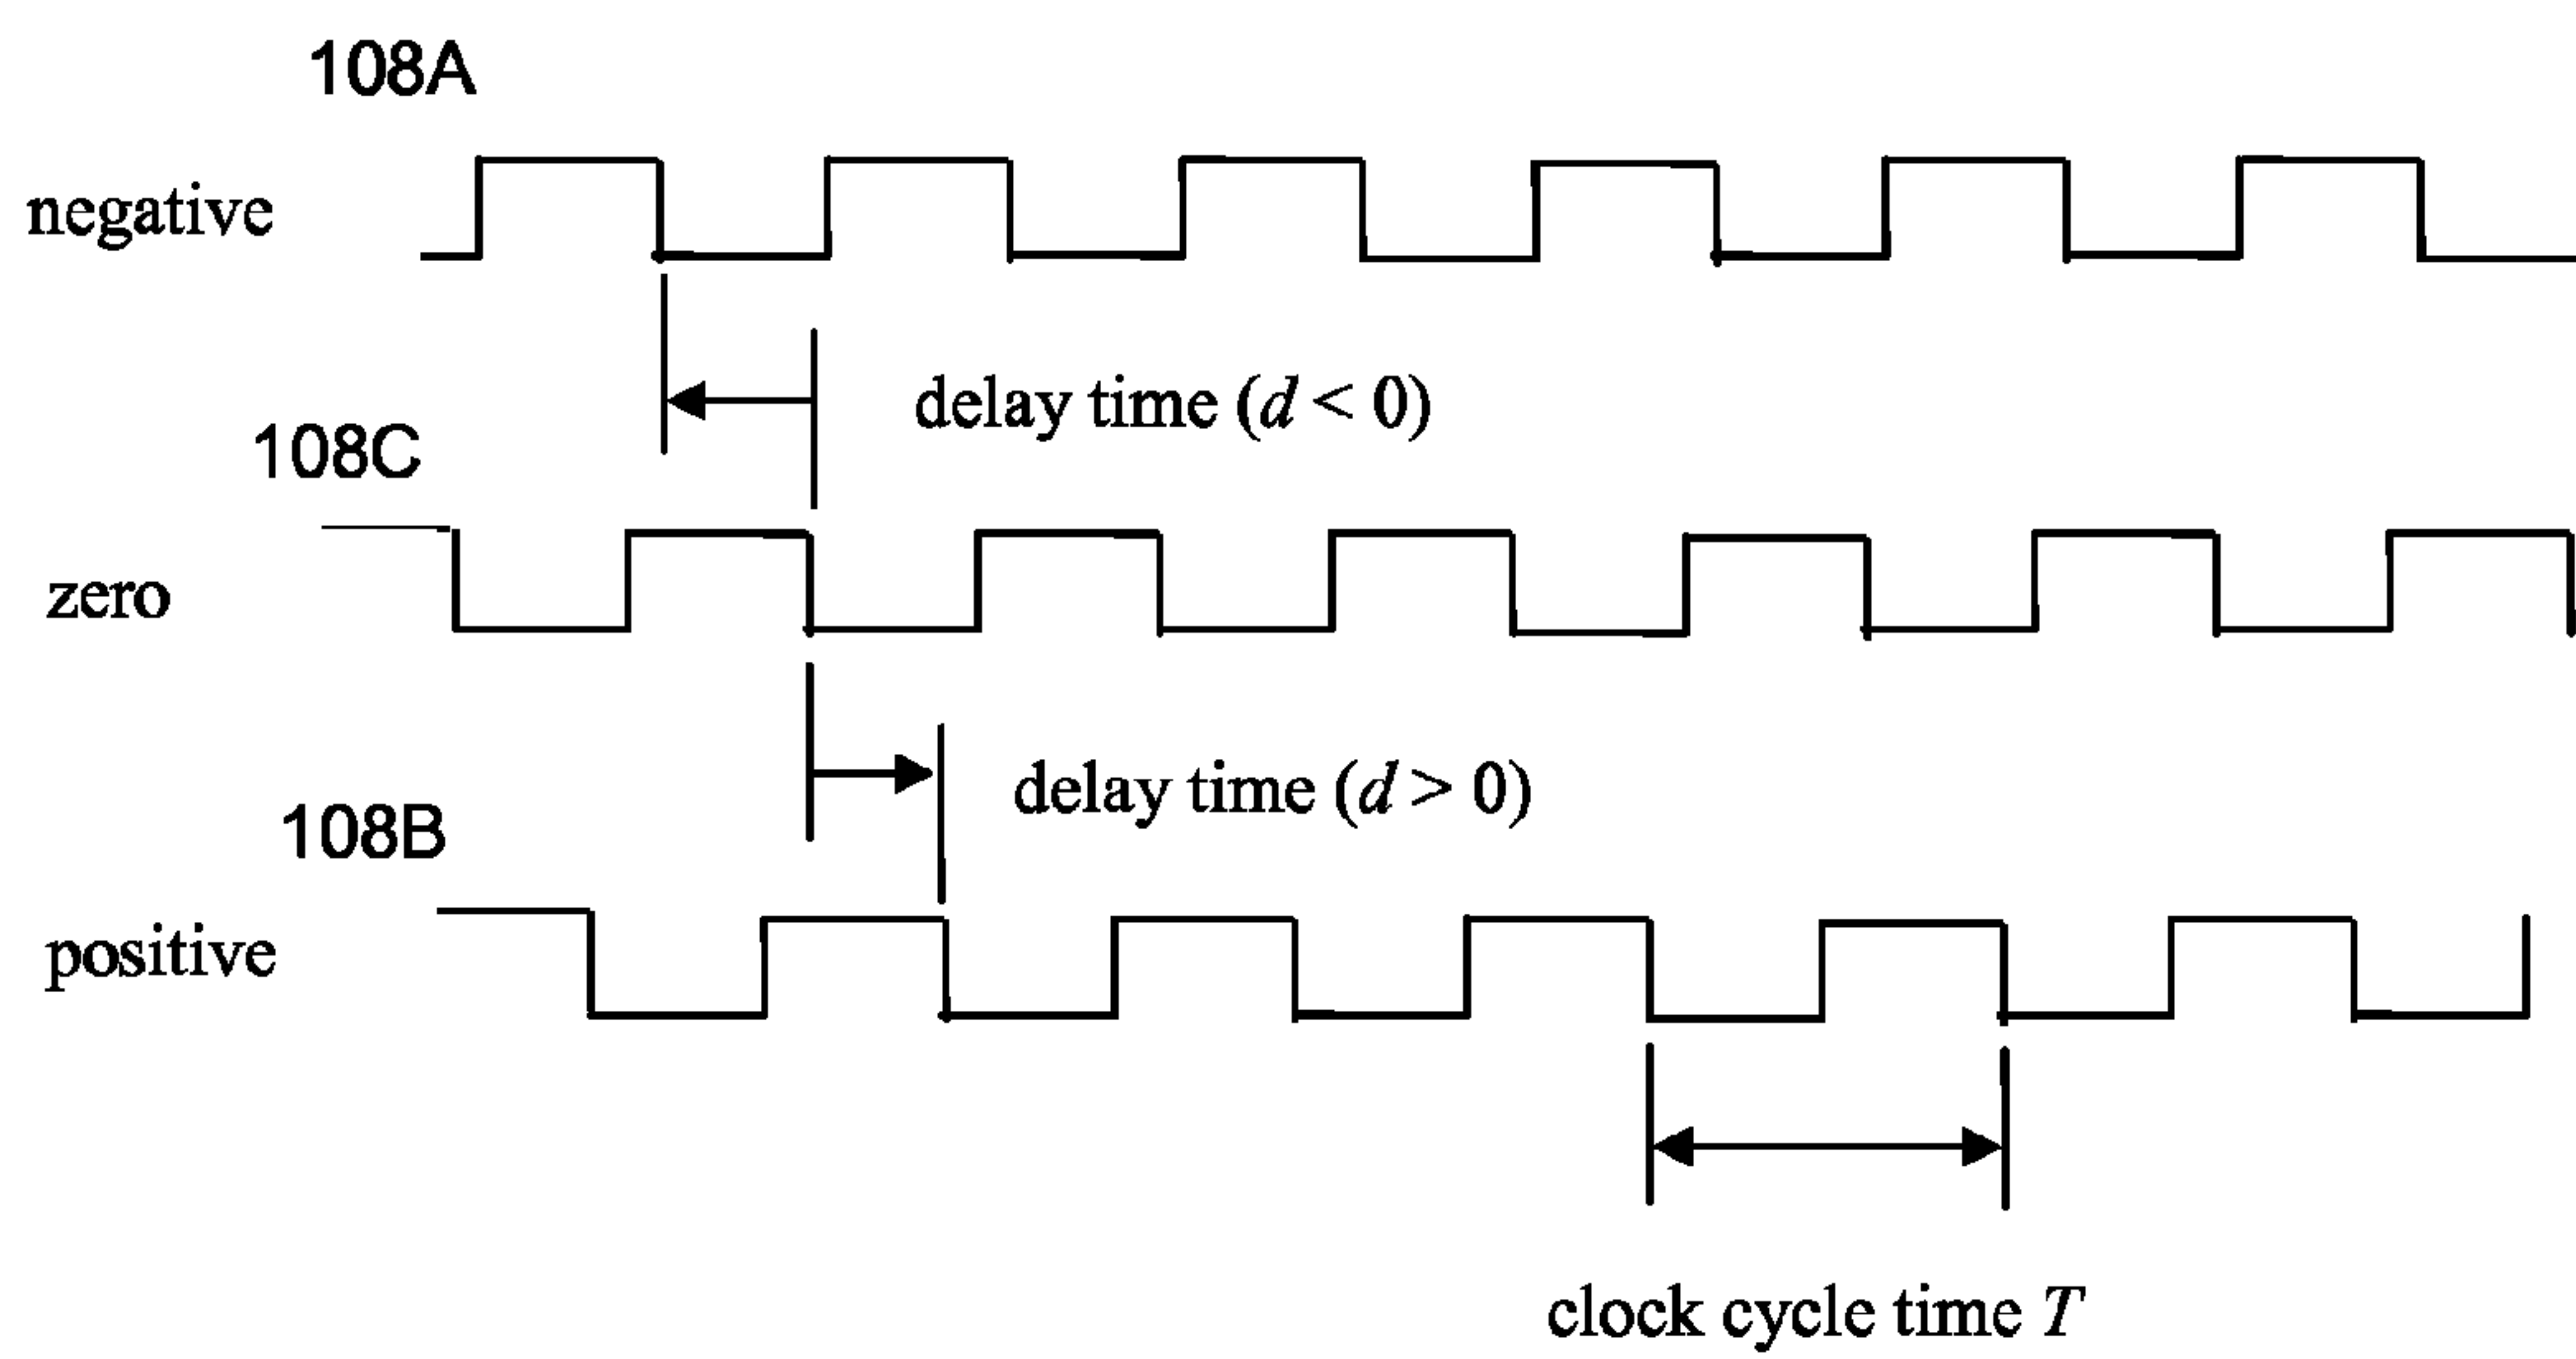 108A
negative
delay time (d < 0)
108C
zero
delay time (d > 0)
108B
positive
clock cycle time T